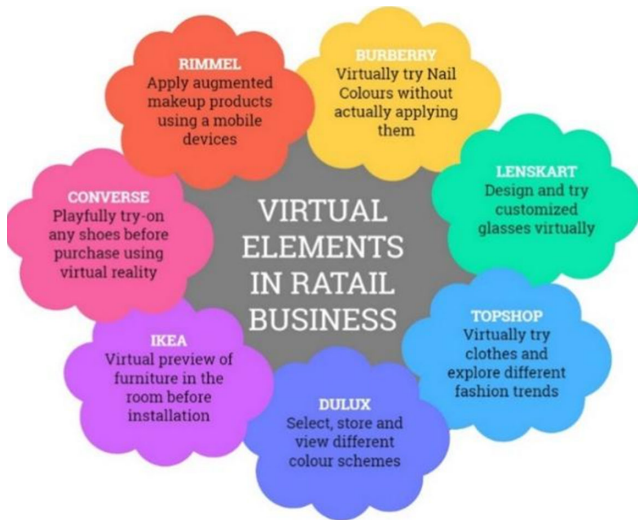 RIMMEL
Apply augmented
makeup products
using a mobile
devices
BURBERRY
Virtually try Nail
Colours without
actually applying
them
LENSKART
Design and try
customized
glasses virtually
TOPSHOP
Virtually try
clothes and
explore different
fashion trends
DULUX
Select, store and
view different
colour schemes
IKEA
Virtual preview of
furniture in the
room before
installation
CONVERSE
Playfully try-on
any shoes before
purchase using
virtual reality
VIRTUAL
ELEMENTS
IN RATAIL
BUSINESS